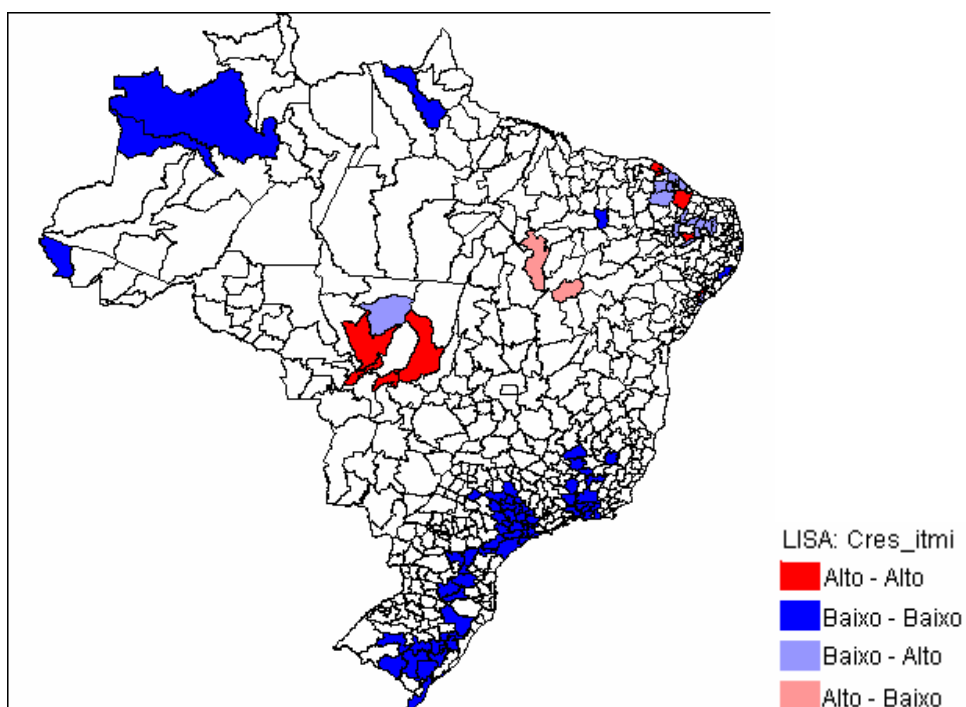 LISA: Cres_itmi
Alto - Alto
Baixo - Baixo
Baixo - Alto
Alto - Baixo